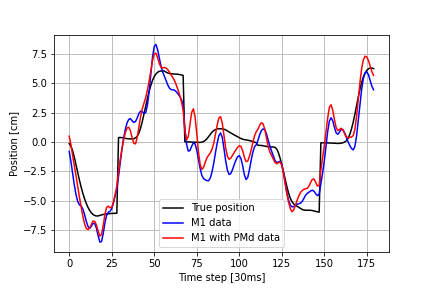 7.5
5.0
2.5
0.0
−2.5
−5.0
−7.5
Position [cm]
True position
M1 data
M1 with PMd data
0 25 50 75 100 125 150 175
Time step [30ms]